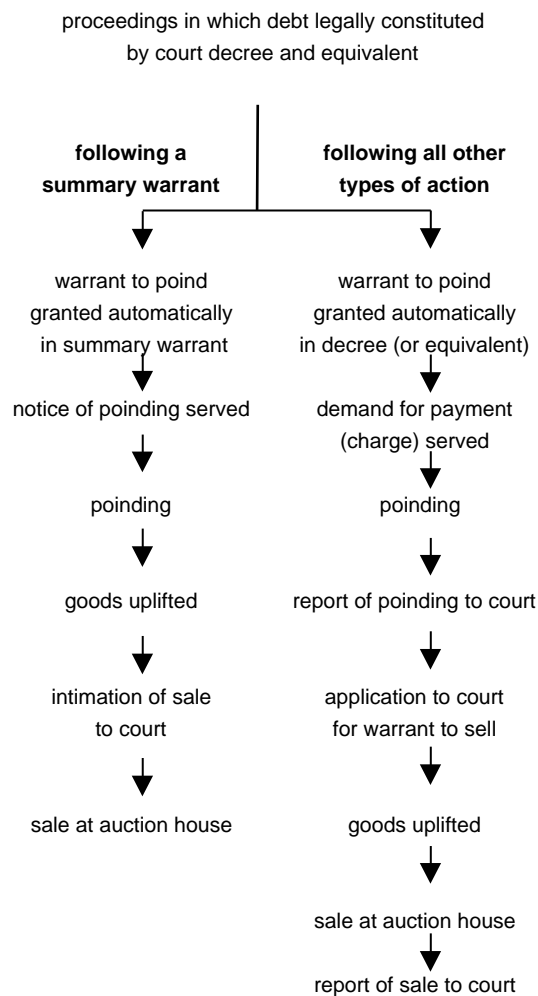 proceedings in which debt legally constituted
by court decree and equivalent
following a
summary warrant
warrant to poind
granted automatically
in summary warrant
notice of poinding served
poinding
goods uplifted
intimation of sale
to court
sale at auction house
following all other
types of action
warrant to poind
granted automatically
in decree (or equivalent)
demand for payment
(charge) served
poinding
report of poinding to court
application to court
for warrant to sell
goods uplifted
sale at auction house
report of sale to court